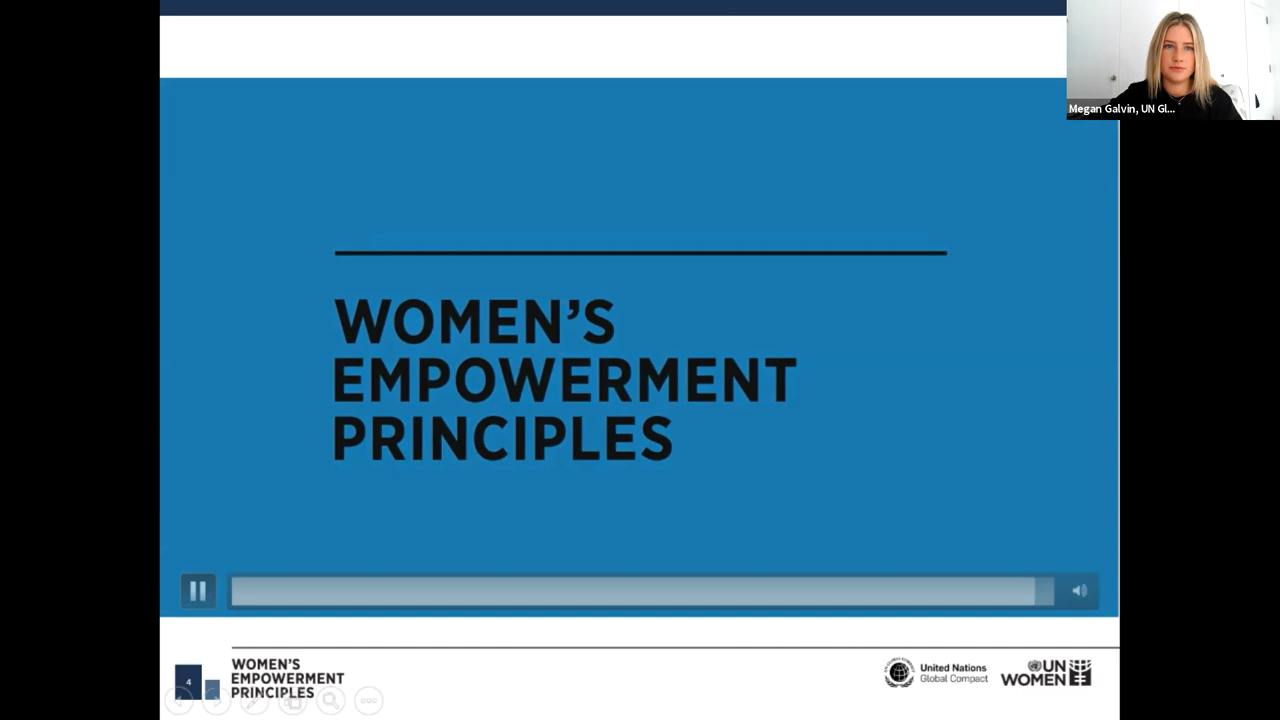 Megan Galvin, UN Gl...
WOMEN'S
EMPOWERMENT
PRINCIPLES
4
WOMEN'S
EMPOWERMENT
PRINCIPLES
United Nations
Global Compact
UN
WOMEN